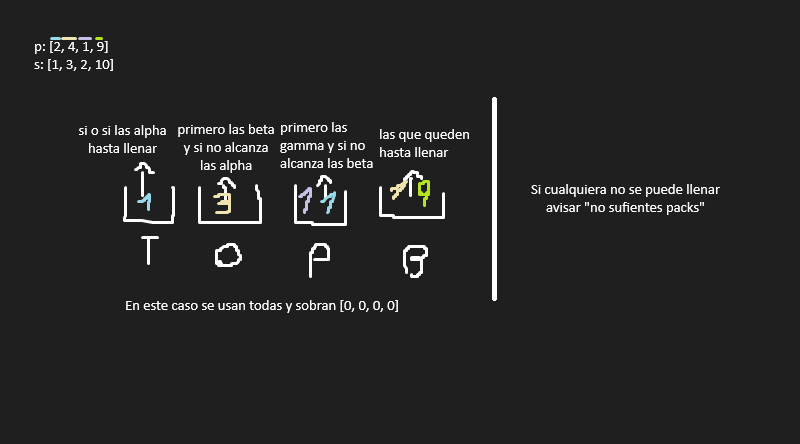 p: [2, 4, 1, 9]
s: [1, 3, 2, 10]
si o si las alpha
hasta llenar
primero las beta
y si no alcanza
las alpha
primero las
gamma y si no
alcanza las beta
las que queden
hasta llenar
1
3
1 1
1 9
T
O
P
G
En este caso se usan todas y sobran [0, 0, 0, 0]
Si cualquiera no se puede llenar
avisar "no sufientes packs"